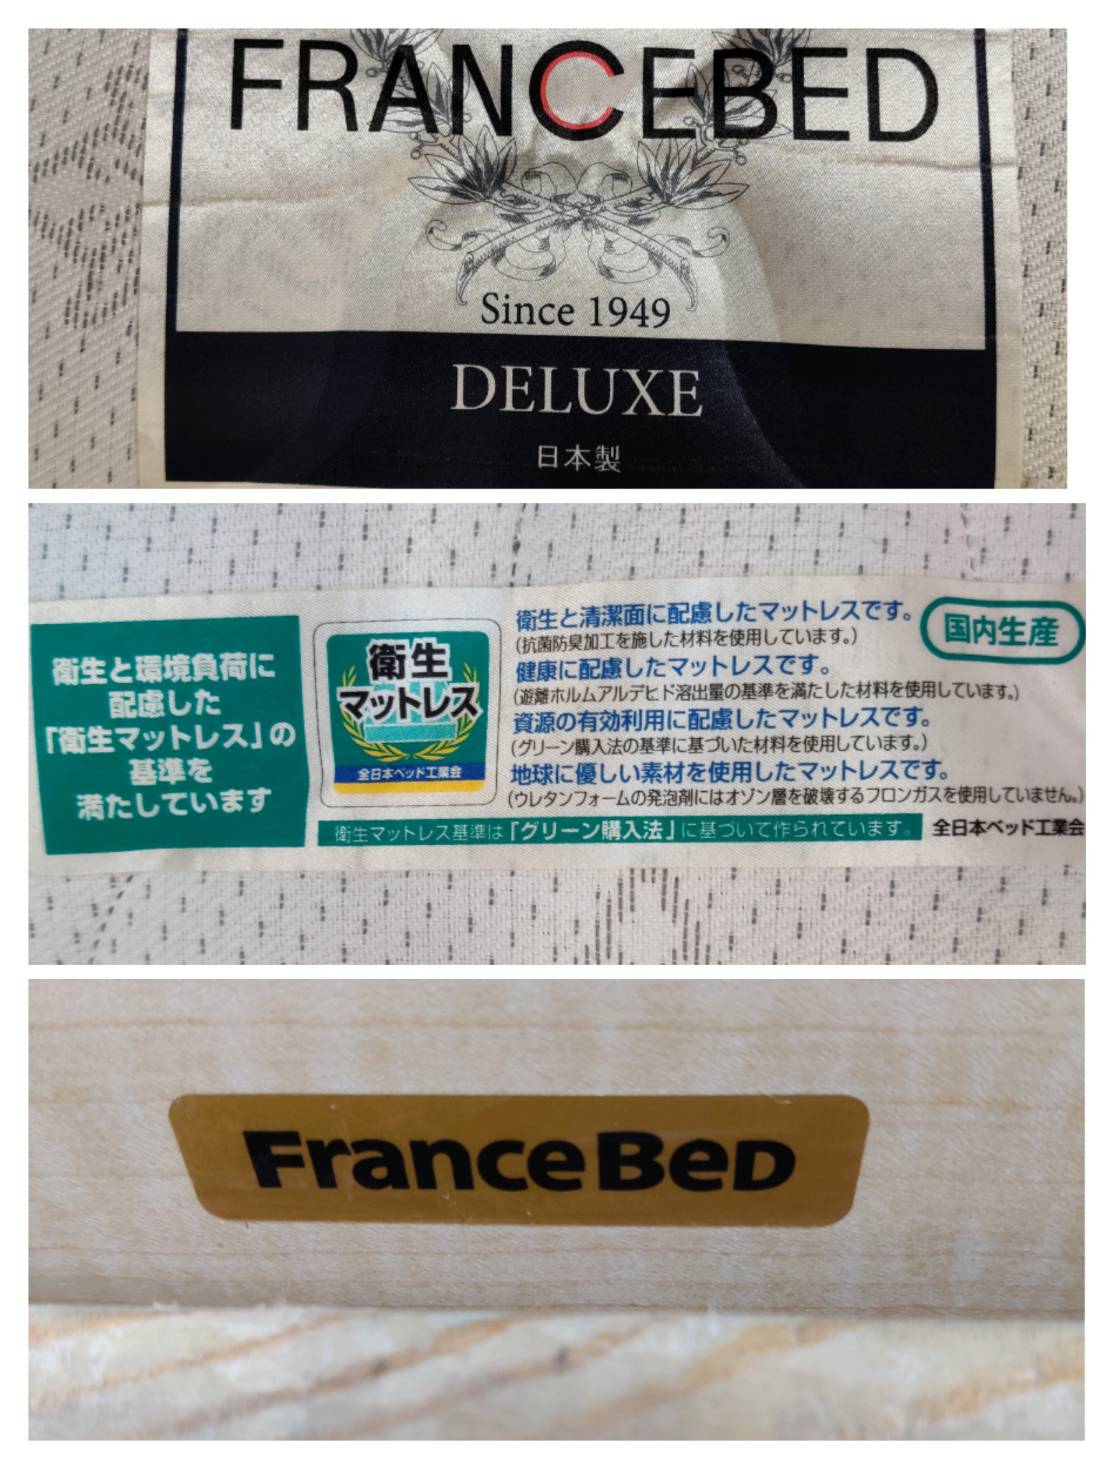 FRANCEBED
Since 1949
DELUXE
日本製
衛生と環境負荷に
配慮した
「衛生マットレス」の
基準を
満たしています
衛生
マットレス
全日本ベッド工業会
衛生と清潔面に配慮したマットレスです。
(抗菌防臭加工を施した材料を使用しています。)
健康に配慮したマットレスです。
(遊離ホルムアルデヒド溶出量の基準を満たした材料を使用しています。)
資源の有効利用に配慮したマットレスです。
(グリーン購入法の基準に基づいた材料を使用しています。)
地球に優しい素材を使用したマットレスです。
(ウレタンフォームの発泡剤にはオゾン層を破壊するフロンガスを使用していません。)
国内生産
衛生マットレス基準は「グリーン購入法」に基づいて作られています。
全日本ベッド工業会
FranceBeD